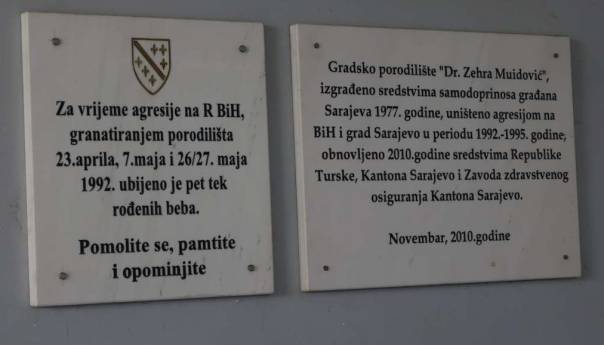 Za vrijeme agresije na R BiH,
granatiranjem porodilišta
23.aprila, 7.maja i 26/27. maja
1992. ubijeno je pet tek
rođenih beba.
Pomolite se, pamtite
i opominjite
Gradsko porodilište "Dr. Zehra Muidović",
izgrađeno sredstvima samodoprinosa građana
Sarajeva 1977. godine, uništeno agresijom na
BiH i grad Sarajevo u periodu 1992.-1995. godine,
obnovljeno 2010.godine sredstvima Republike
Turske, Kantona Sarajevo i Zavoda zdravstvenog
osiguranja Kantona Sarajevo.
Novembar, 2010.godine